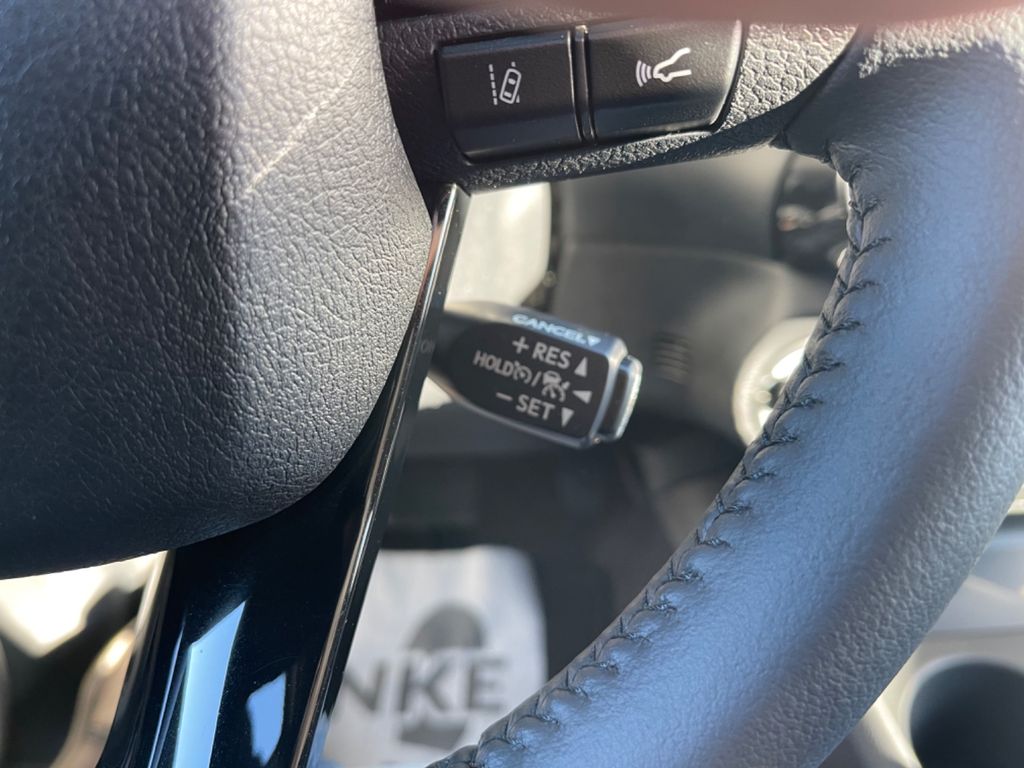 CANCEL
+ RES
HOLD /
- SET
NKE